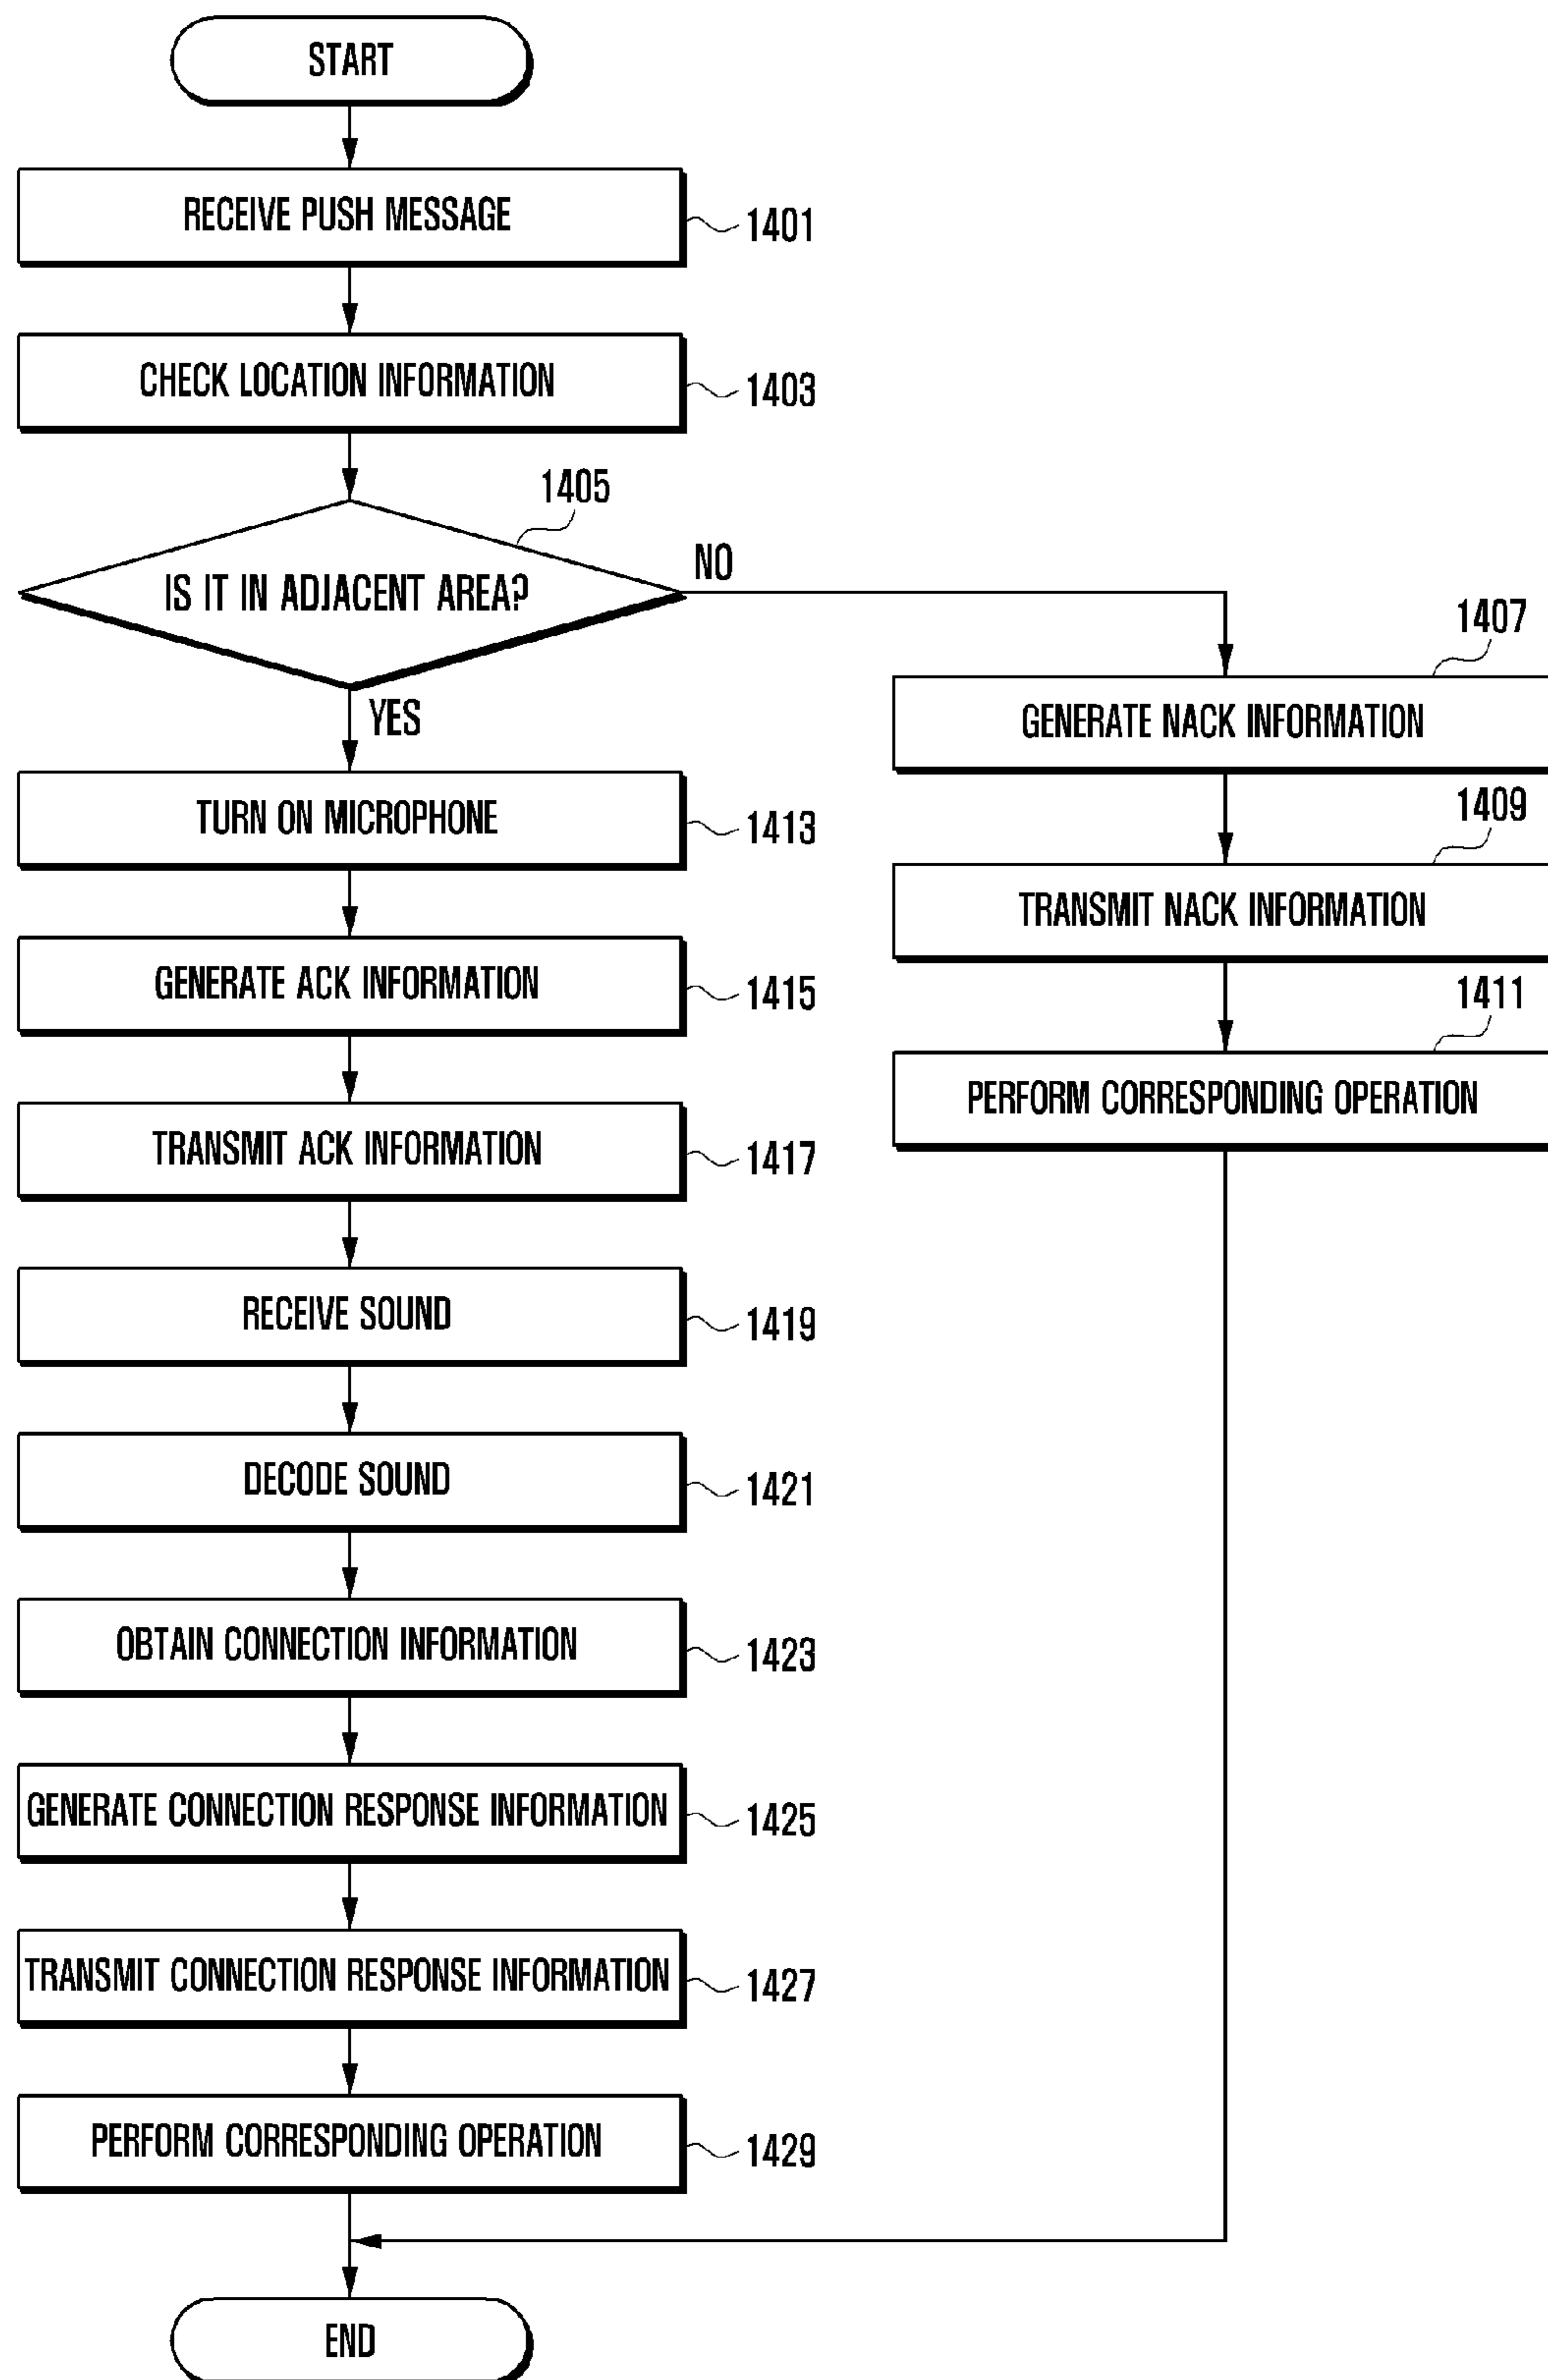 START
RECEIVE PUSH MESSAGE
1401
CHECK LOCATION INFORMATION
1403
1405
IS IT IN ADJACENT AREA?
NO
YES
1407
GENERATE NACK INFORMATION
1409
TRANSMIT NACK INFORMATION
1411
PERFORM CORRESPONDING OPERATION
TURN ON MICROPHONE
1413
GENERATE ACK INFORMATION
1415
TRANSMIT ACK INFORMATION
1417
RECEIVE SOUND
1419
DECODE SOUND
1421
OBTAIN CONNECTION INFORMATION
1423
GENERATE CONNECTION RESPONSE INFORMATION
1425
TRANSMIT CONNECTION RESPONSE INFORMATION
1427
PERFORM CORRESPONDING OPERATION
1429
END